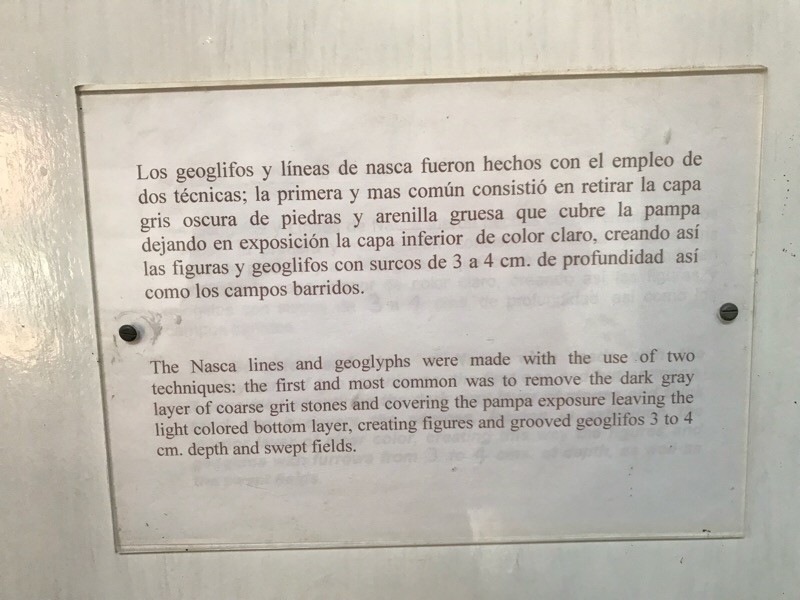 Los geoglifos y líneas de nasca fueron hechos con el empleo de
dos técnicas; la primera y mas común consistió en retirar la capa
gris oscura de piedras y arenilla gruesa que cubre la pampa
dejando en exposición la capa inferior de color claro, creando así
las figuras y geoglifos con surcos de 3 a 4 cm. de profundidad así
como los campos barridos.
The Nasca lines and geoglyphs were made with the use of two
techniques: the first and most common was to remove the dark gray
layer of coarse grit stones and covering the pampa exposure leaving the
light colored bottom layer, creating figures and grooved geoglifos 3 to 4
cm. depth and swept fields.